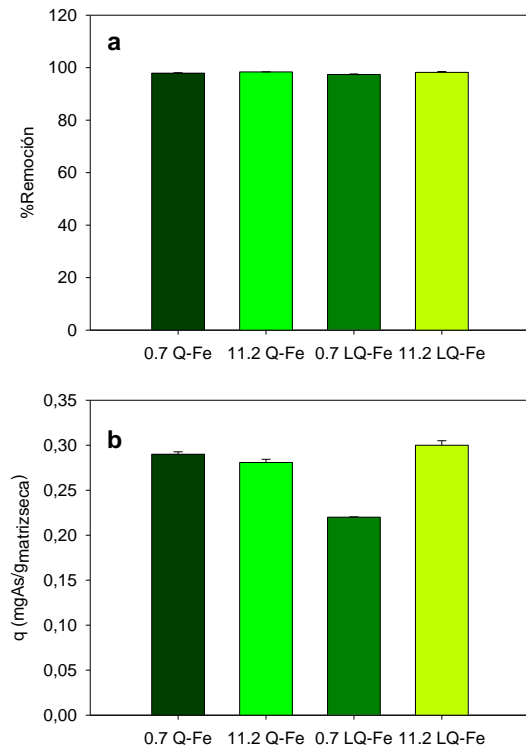 a
%Remoción
120
100
80
60
40
20
0
0.7 Q-Fe 11.2 Q-Fe 0.7 LQ-Fe 11.2 LQ-Fe
b
q (mgAs/gmatrizseca)
0,35
0,30
0,25
0,20
0,15
0,10
0,05
0,00
0.7 Q-Fe 11.2 Q-Fe 0.7 LQ-Fe 11.2 LQ-Fe